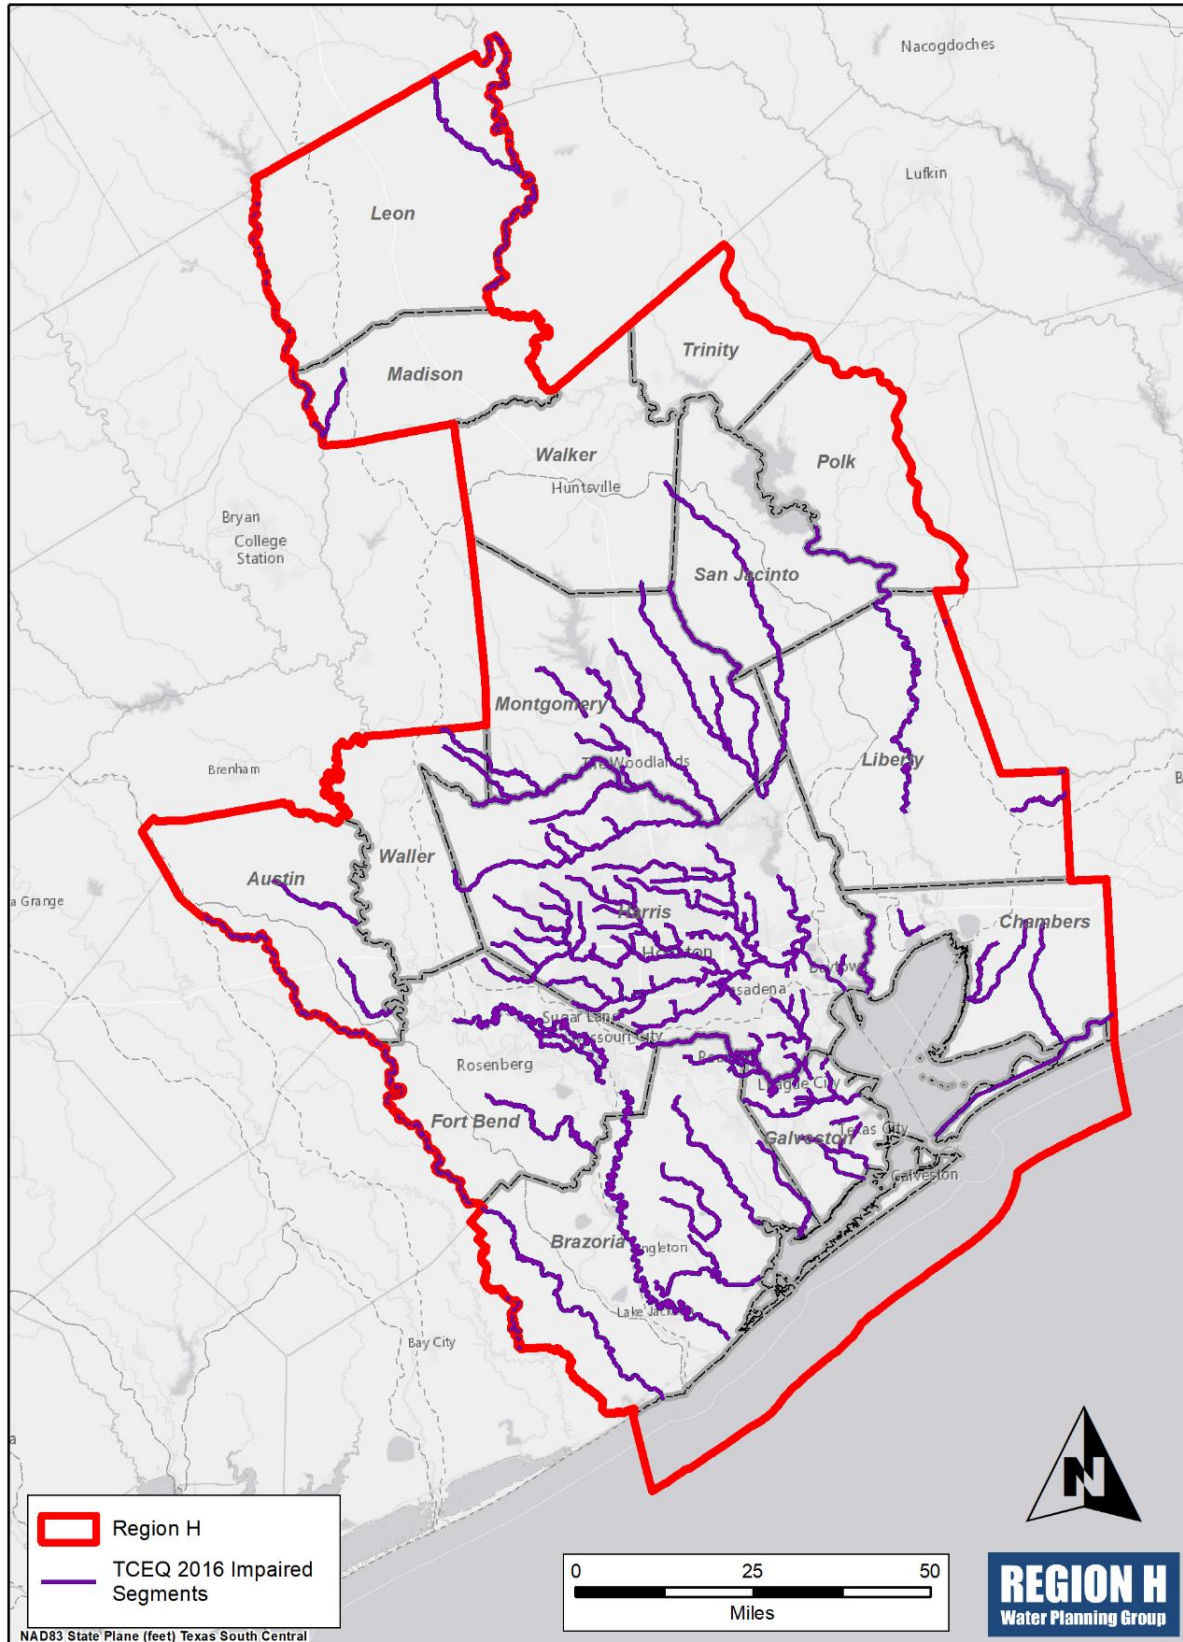 Nacogdoches
Lufkin
Leon
Trinity
Madison
Walker
Huntsville
Polk
Bryan
College
Station
San Jacinto
Montgomery
The Woodlands
Liberty
Brenham
Waller
Austin
a Grange
Harris
Houston
Chambers
Baytown
Pasadena
Sugar Land
Missouri City
Rosenberg
League City
Fort Bend
Galveston
Texas City
Galveston
Brazoria
ngleton
Lake Jack
Bay City
N
Region H
TCEQ 2016 Impaired
Segments
0 25 50
Miles
REGION H
Water Planning Group
NAD83 State Plane (feet) Texas South Central